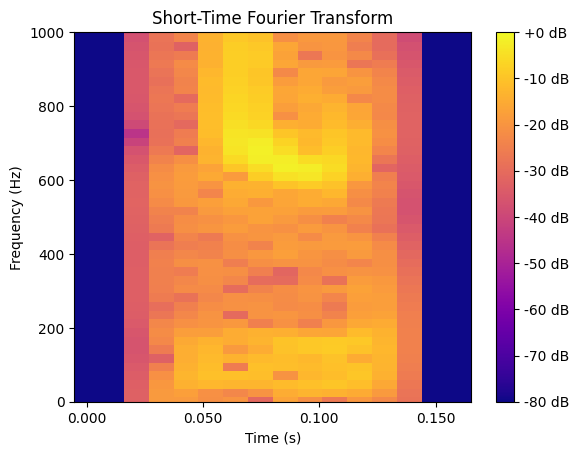 Short-Time Fourier Transform
1000
800
600
400
200
0
Frequency (Hz)
0.000
0.050
0.100
0.150
Time (s)
+0 dB
-10 dB
-20 dB
-30 dB
-40 dB
-50 dB
-60 dB
-70 dB
-80 dB